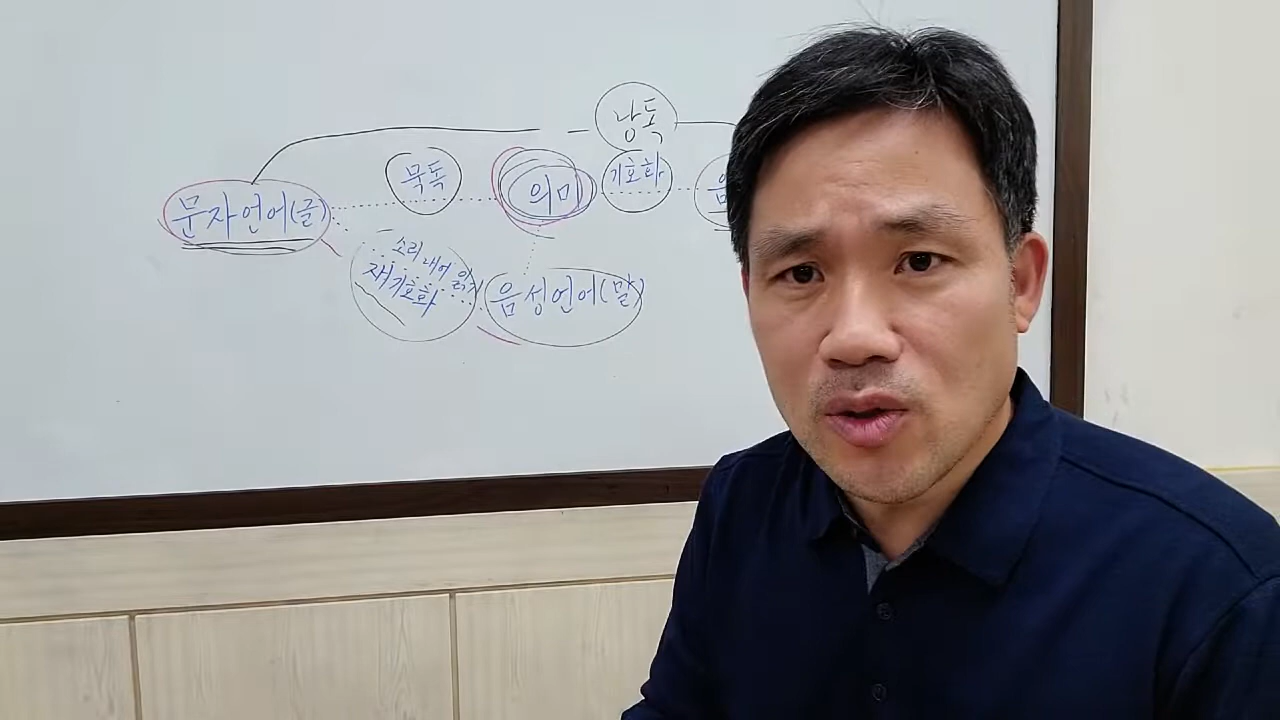 낭독
묵독
의미
기호화
음
문자언어(글)
소리 내어 읽기
재기호화
음성언어(말)